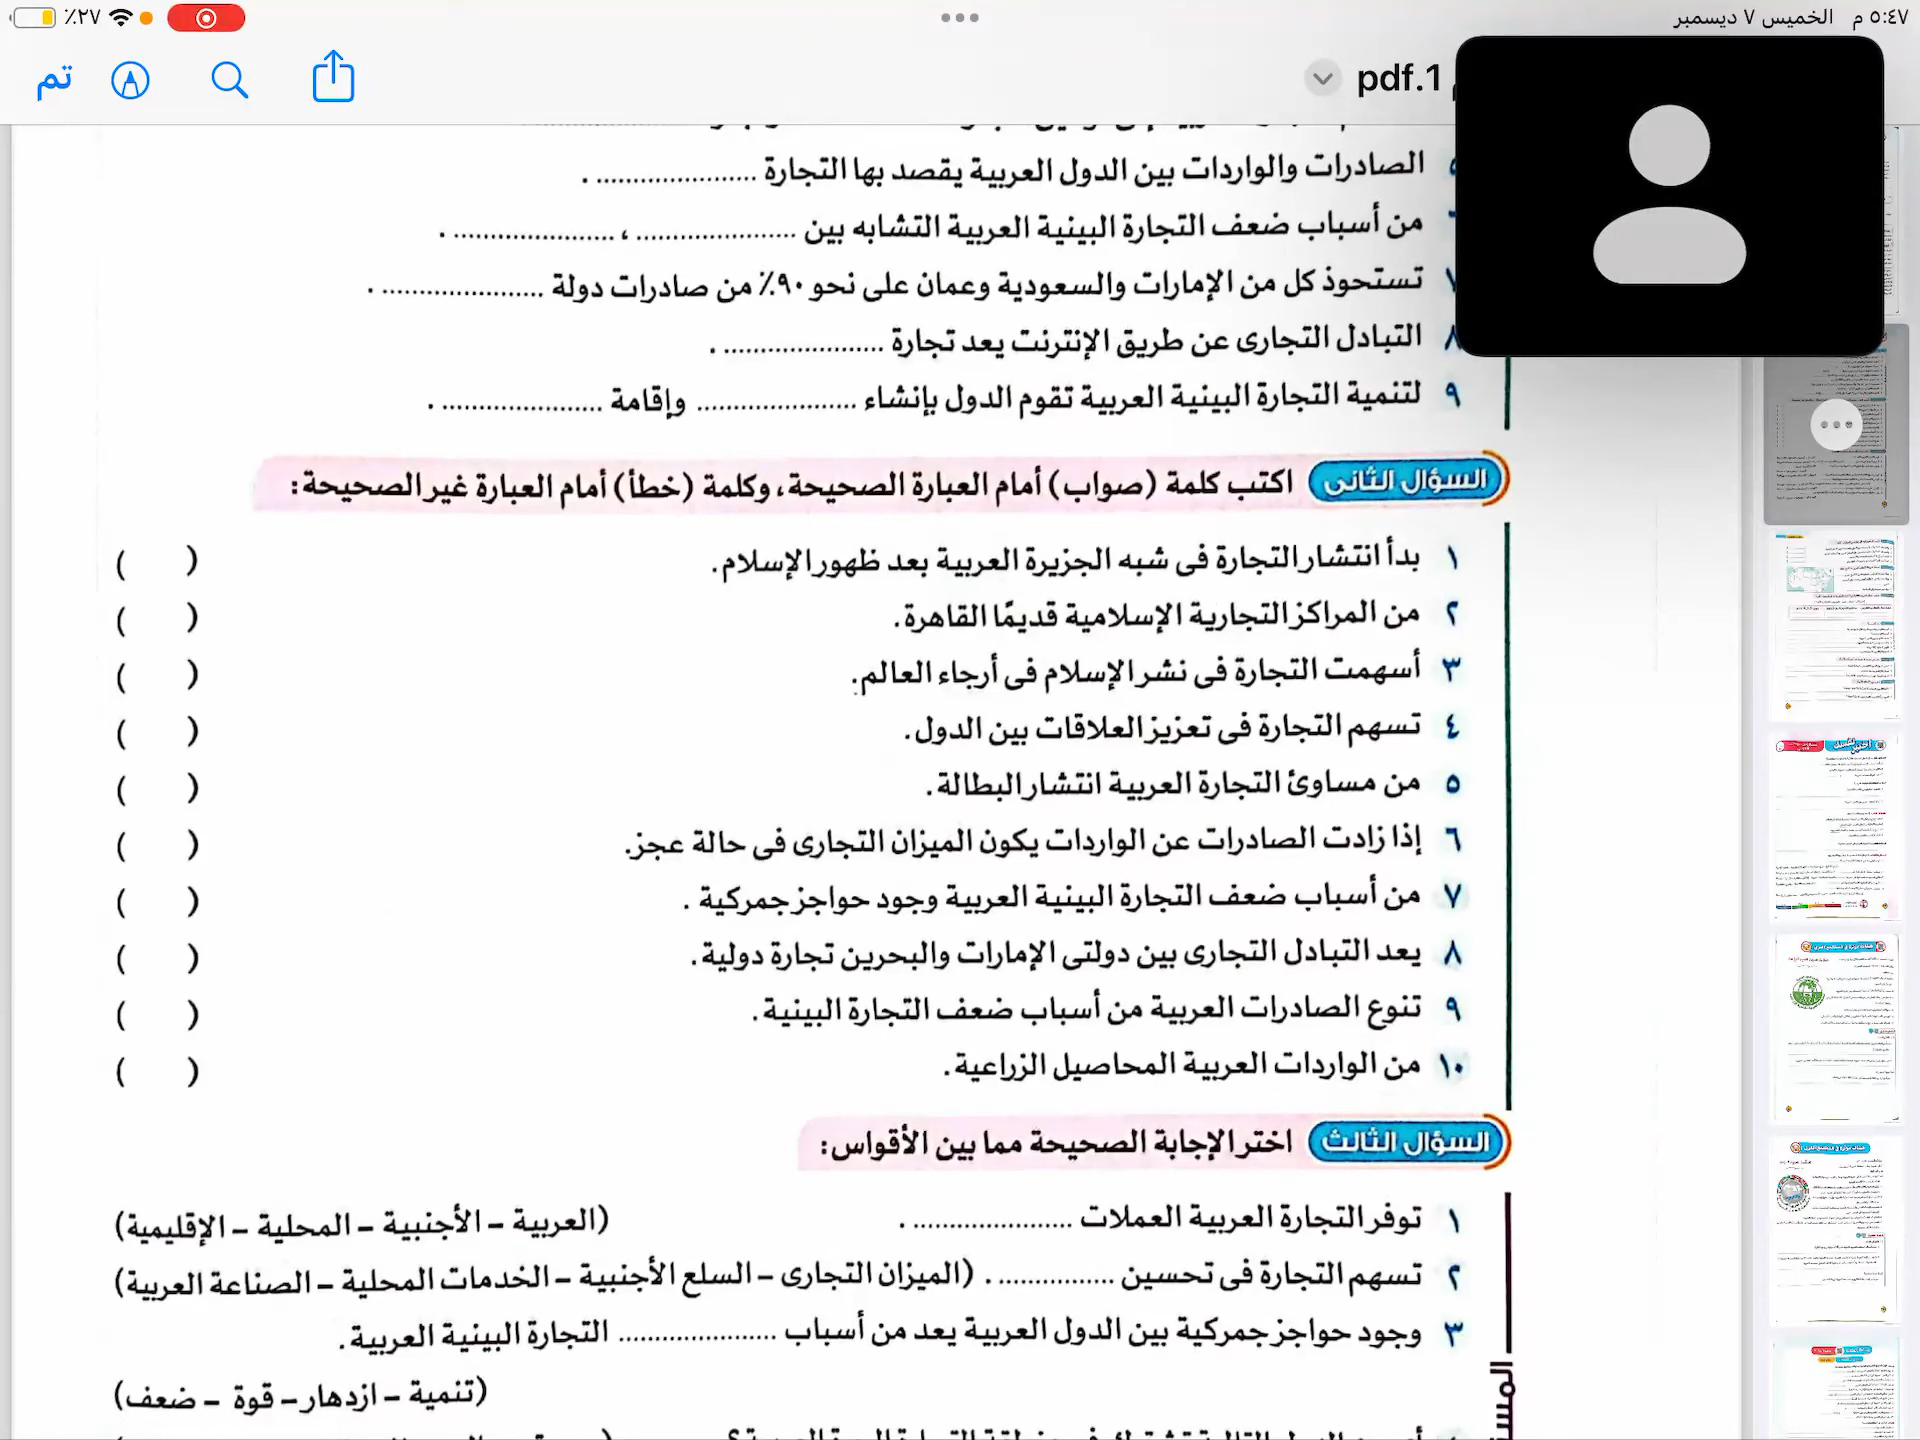 ٥:٤٧ م الخميس ٧ ديسمبر
٪٢٧
تم
pdf.1
٥ الصادرات والواردات بين الدول العربية يقصد بها التجارة ..................... .
من أسباب ضعف التجارة البينية العربية التشابه بين ..................... ، ..................... .
٧ تستحوذ كل من الإمارات والسعودية وعمان على نحو ٩٠٪ من صادرات دولة ..................... .
٨ التبادل التجارى عن طريق الإنترنت يعد تجارة ..................... .
٩ لتنمية التجارة البينية العربية تقوم الدول بإنشاء ..................... وإقامة ..................... .
السؤال الثانى اكتب كلمة (صواب) أمام العبارة الصحيحة، وكلمة (خطأ) أمام العبارة غير الصحيحة:
١ بدأ انتشار التجارة فى شبه الجزيرة العربية بعد ظهور الإسلام. ( )
٢ من المراكز التجارية الإسلامية قديمًا القاهرة. ( )
٣ أسهمت التجارة فى نشر الإسلام فى أرجاء العالم. ( )
٤ تسهم التجارة فى تعزيز العلاقات بين الدول. ( )
٥ من مساوئ التجارة العربية انتشار البطالة. ( )
٦ إذا زادت الصادرات عن الواردات يكون الميزان التجارى فى حالة عجز. ( )
٧ من أسباب ضعف التجارة البينية العربية وجود حواجز جمركية . ( )
٨ يعد التبادل التجارى بين دولتى الإمارات والبحرين تجارة دولية. ( )
٩ تنوع الصادرات العربية من أسباب ضعف التجارة البينية. ( )
١٠ من الواردات العربية المحاصيل الزراعية. ( )
السؤال الثالث اختر الإجابة الصحيحة مما بين الأقواس:
١ توفر التجارة العربية العملات ..................... . (العربية – الأجنبية – المحلية – الإقليمية)
٢ تسهم التجارة فى تحسين ............... . (الميزان التجارى – السلع الأجنبية – الخدمات المحلية – الصناعة العربية)
٣ وجود حواجز جمركية بين الدول العربية يعد من أسباب ..................... التجارة البينية العربية.
(تنمية – ازدهار – قوة – ضعف)